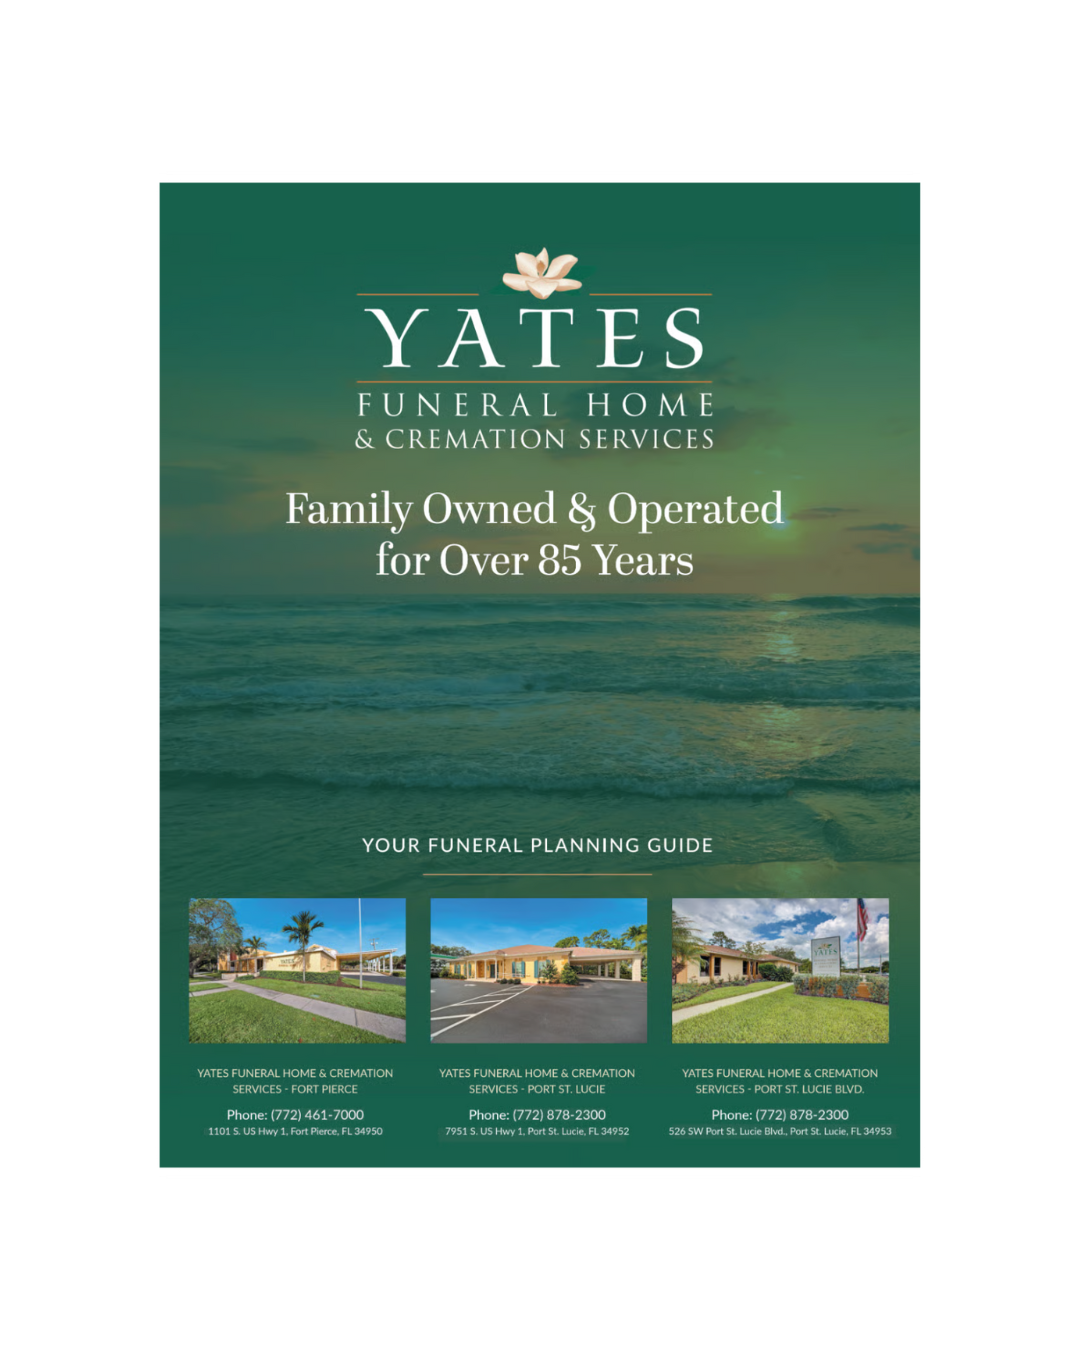 YATES
FUNERAL HOME
& CREMATION SERVICES
Family Owned & Operated
for Over 85 Years
YOUR FUNERAL PLANNING GUIDE
YATES
YATES FUNERAL HOME & CREMATION
SERVICES - FORT PIERCE
Phone: (772) 461-7000
1101 S. US Hwy 1, Fort Pierce, FL 34950
YATES FUNERAL HOME & CREMATION
SERVICES - PORT ST. LUCIE
Phone: (772) 878-2300
7951 S. US Hwy 1, Port St. Lucie, FL 34952
YATES FUNERAL HOME & CREMATION
SERVICES - PORT ST. LUCIE BLVD.
Phone: (772) 878-2300
526 SW Port St. Lucie Blvd., Port St. Lucie, FL 34953